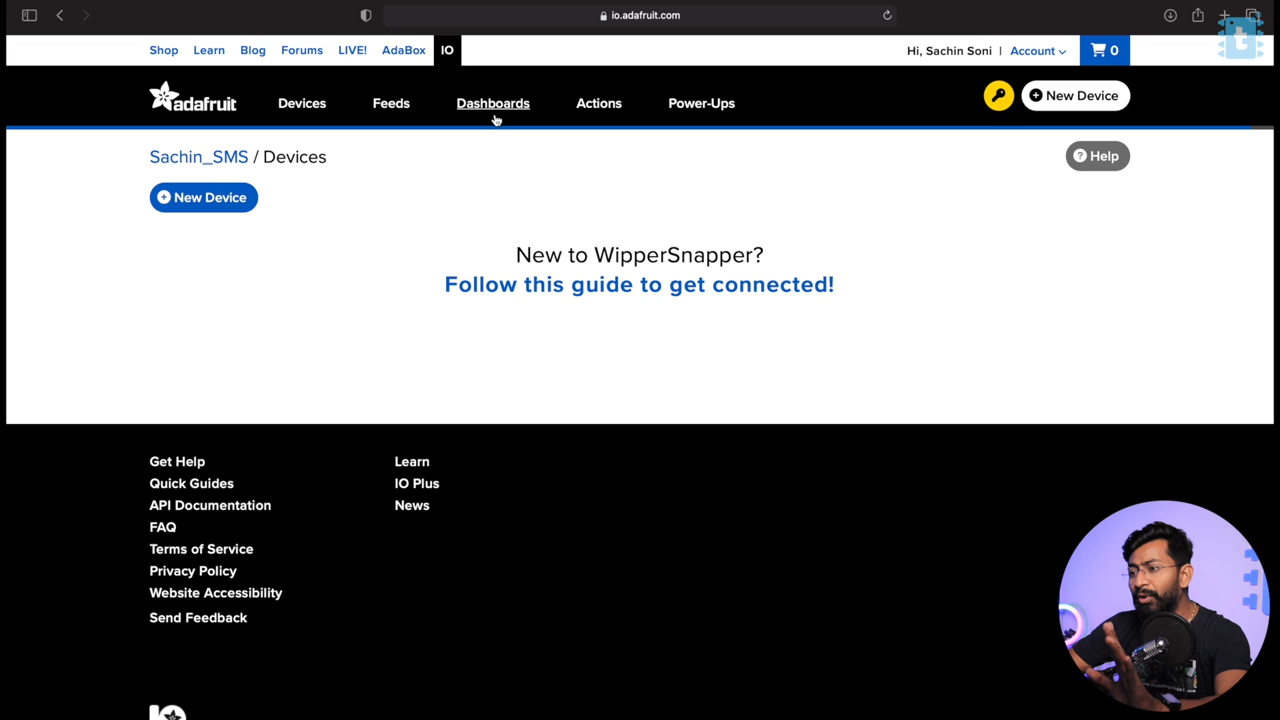 io.adafruit.com
Shop Learn Blog Forums LIVE! AdaBox IO
Hi, Sachin Soni | Account 0
adafruit Devices Feeds Dashboards Actions Power-Ups New Device
Sachin_SMS / Devices
Help
New Device
New to WipperSnapper?
Follow this guide to get connected!
Get Help
Quick Guides
API Documentation
FAQ
Terms of Service
Privacy Policy
Website Accessibility
Send Feedback
Learn
IO Plus
News
IO